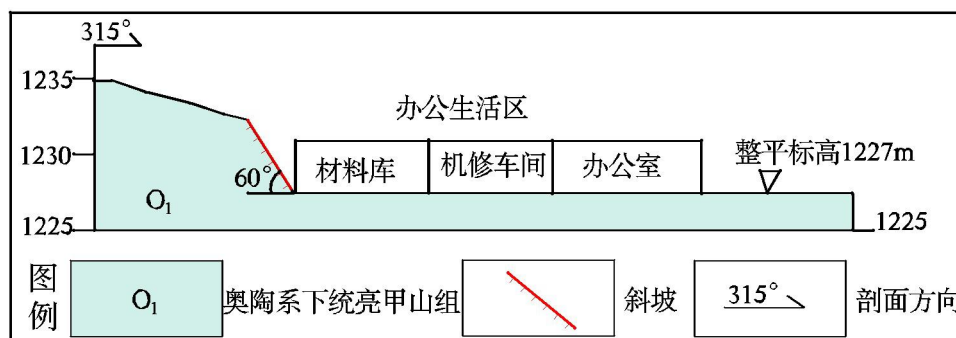 315°
1235
办公生活区
1230
材料库
机修车间
办公室
整平标高1227m
60°
O₁
1225
1225
图例
O₁
奥陶系下统亮甲山组
斜坡
315°
剖面方向